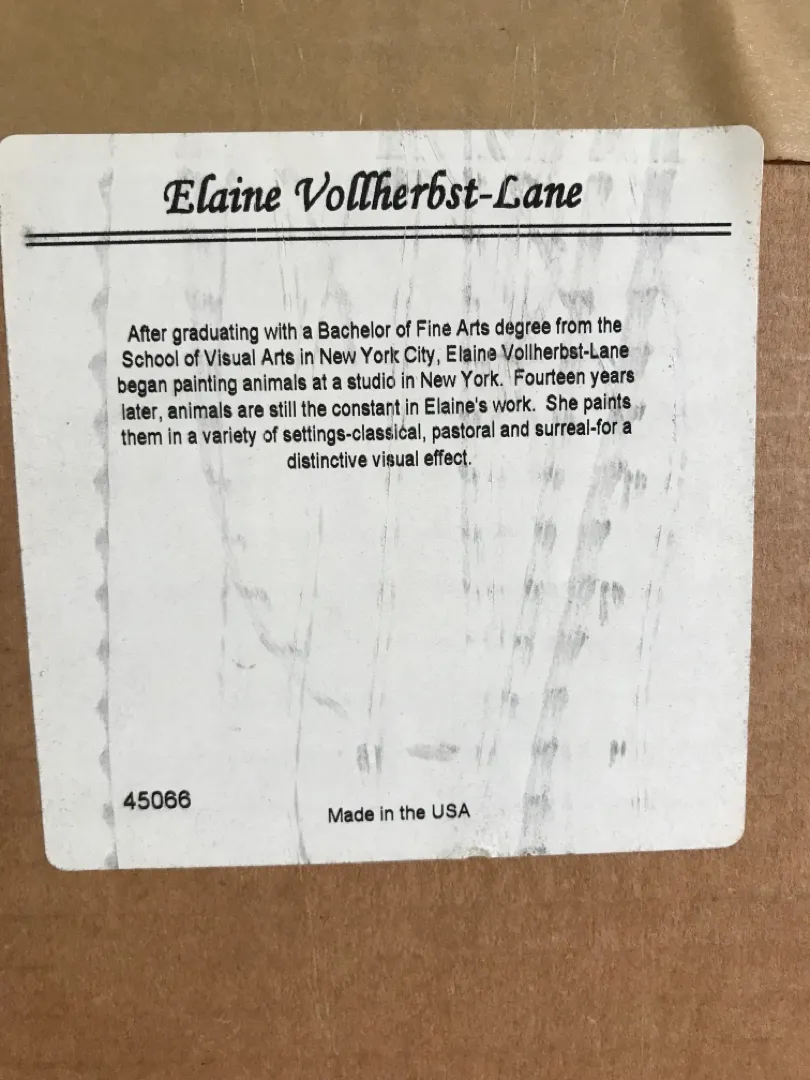 Elaine Vollherbst-Lane
After graduating with a Bachelor of Fine Arts degree from the
School of Visual Arts in New York City, Elaine Vollherbst-Lane
began painting animals at a studio in New York. Fourteen years
later, animals are still the constant in Elaine's work. She paints
them in a variety of settings-classical, pastoral and surreal-for a
distinctive visual effect.
45066
Made in the USA